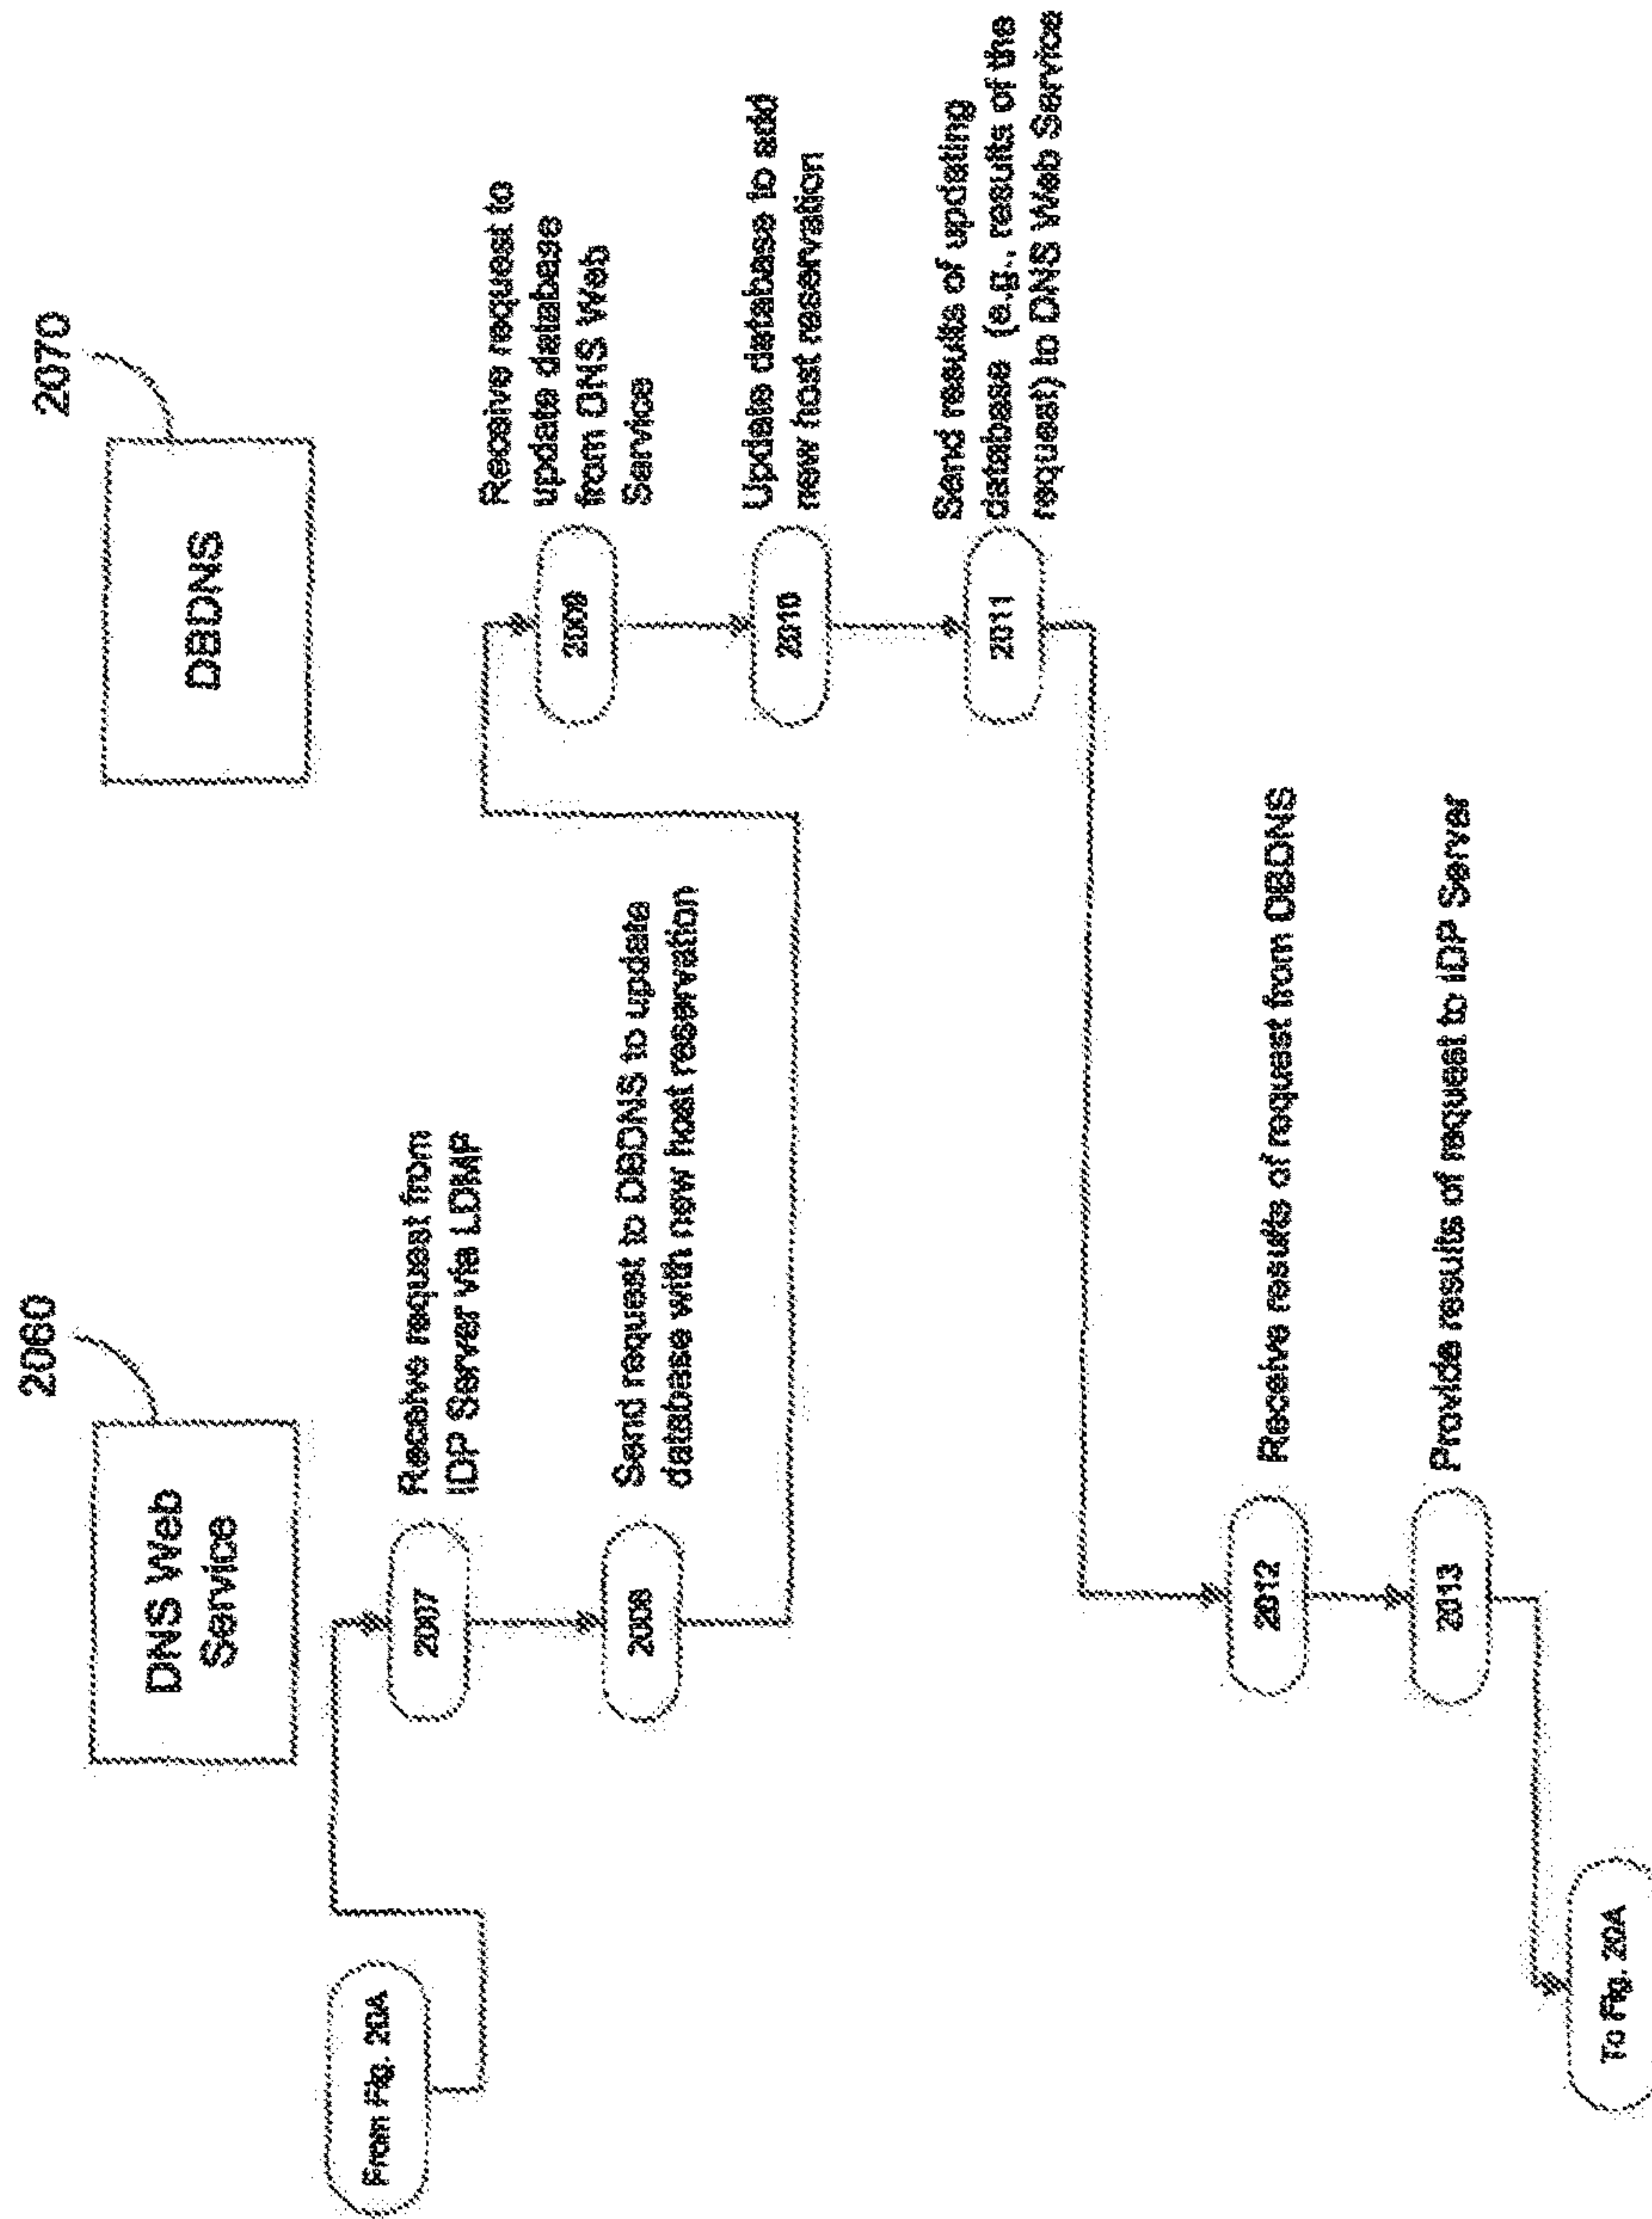 2060
DNS Web
Service
2070
DBDNS
From Fig. 20A
2007
Receive request from
IDP Server via LDMP
2008
Send request to DBDNS to update
database with new host reservation
2009
Receive request to
update database
from DNS Web
Service
2010
Update database to add
new host reservation
2011
Send results of updating
database (e.g., results of the
request) to DNS Web Service
2012
Receive results of request from DBDNS
2013
Provide results of request to IDP Server
To Fig. 20A